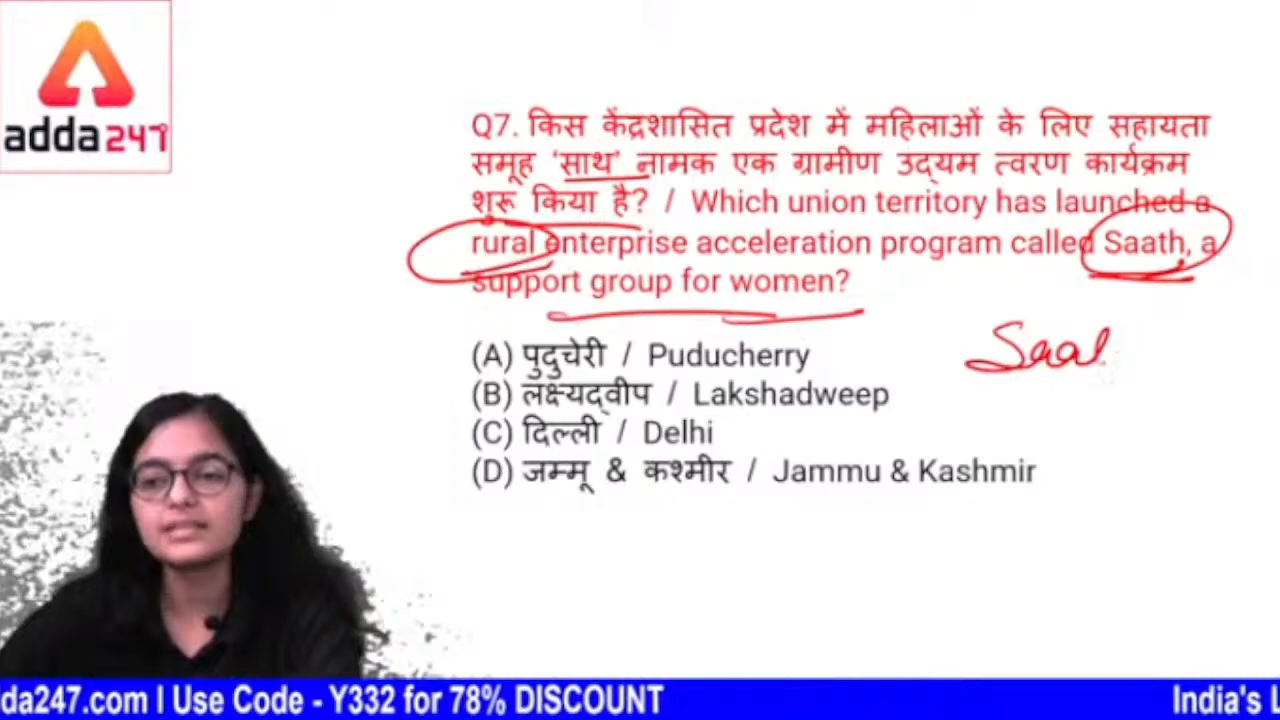 adda247
Q7. किस केंद्रशासित प्रदेश में महिलाओं के लिए सहायता
समूह ‘साथ’ नामक एक ग्रामीण उद्यम त्वरण कार्यक्रम
शुरू किया है? / Which union territory has launched a
rural enterprise acceleration program called Saath, a
support group for women?
Saat
(A) पुदुचेरी / Puducherry
(B) लक्ष्यद्वीप / Lakshadweep
(C) दिल्ली / Delhi
(D) जम्मू & कश्मीर / Jammu & Kashmir
dda247.com I Use Code - Y332 for 78% DISCOUNT
India's L